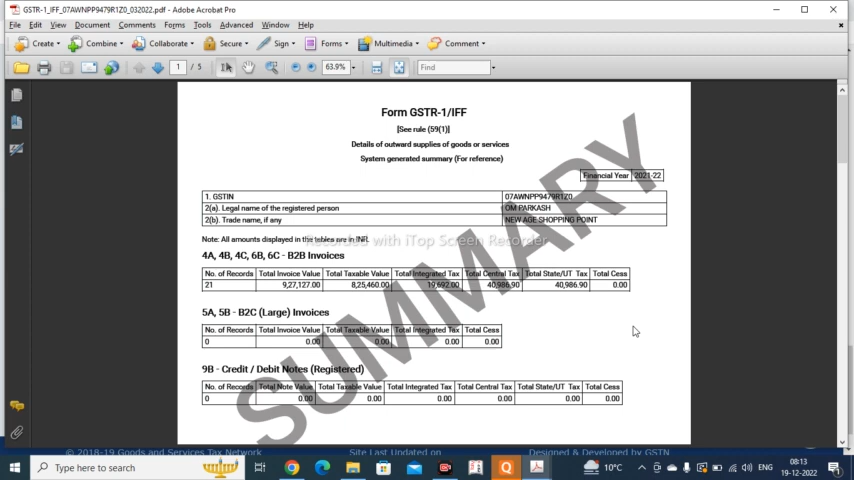 GSTR-1_IFF_07AWNPP9479R1Z0_032022.pdf - Adobe Acrobat Pro
File Edit View Document Comments Forms Tools Advanced Window Help
Create Combine Collaborate Secure Sign Forms Multimedia Comment
1 / 5 63.9% Find
Form GSTR-1/IFF
[See rule (59(1)]
Details of outward supplies of goods or services
System generated summary (For reference)
Financial Year 2021-22
1. GSTIN 07AWNPP9479R1Z0
2(a). Legal name of the registered person OM PARKASH
2(b). Trade name, if any NEW AGE SHOPPING POINT
Note: All amounts displayed in the tables are in INR.
Recorded with iTop Screen Recorder
4A, 4B, 4C, 6B, 6C - B2B Invoices
No. of Records Total Invoice Value Total Taxable Value Total Integrated Tax Total Central Tax Total State/UT Tax Total Cess
21 9,27,127.00 8,25,460.00 19,692.00 40,986.90 40,986.90 0.00
5A, 5B - B2C (Large) Invoices
No. of Records Total Invoice Value Total Taxable Value Total Integrated Tax Total Cess
0 0.00 0.00 0.00 0.00
9B - Credit / Debit Notes (Registered)
No. of Records Total Note Value Total Taxable Value Total Integrated Tax Total Central Tax Total State/UT Tax Total Cess
0 0.00 0.00 0.00 0.00 0.00 0.00
SUMMARY
© 2018-19 Goods and Services Tax Network Site Last Updated on Designed & Developed by GSTN
Type here to search 10°C ENG 08:13
19-12-2022